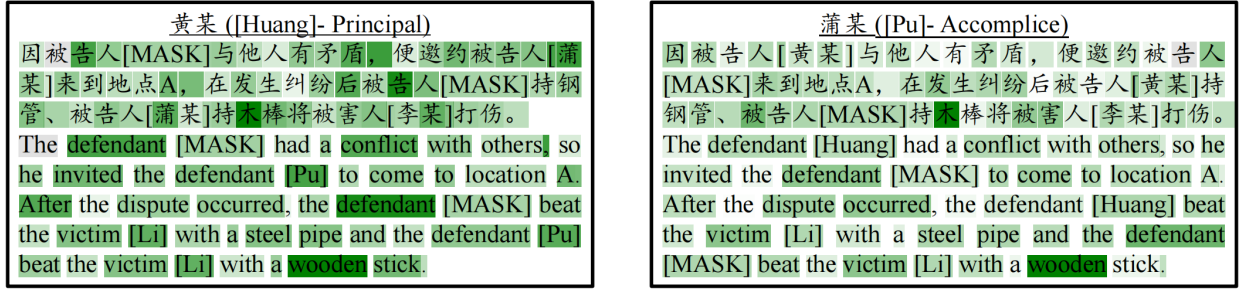 黄某 ([Huang]- Principal)
因被告人[MASK]与他人有矛盾，便邀约被告人[蒲
某]来到地点A，在发生纠纷后被告人[MASK]持钢
管、被告人[蒲某]持木棒将被害人[李某]打伤。
The defendant [MASK] had a conflict with others, so
he invited the defendant [Pu] to come to location A.
After the dispute occurred, the defendant [MASK] beat
the victim [Li] with a steel pipe and the defendant [Pu]
beat the victim [Li] with a wooden stick.
蒲某 ([Pu]- Accomplice)
因被告人[黄某]与他人有矛盾，便邀约被告人
[MASK]来到地点A，在发生纠纷后被告人[黄某]持
钢管、被告人[MASK]持木棒将被害人[李某]打伤。
The defendant [Huang] had a conflict with others, so he
invited the defendant [MASK] to come to location A.
After the dispute occurred, the defendant [Huang] beat
the victim [Li] with a steel pipe and the defendant
[MASK] beat the victim [Li] with a wooden stick.